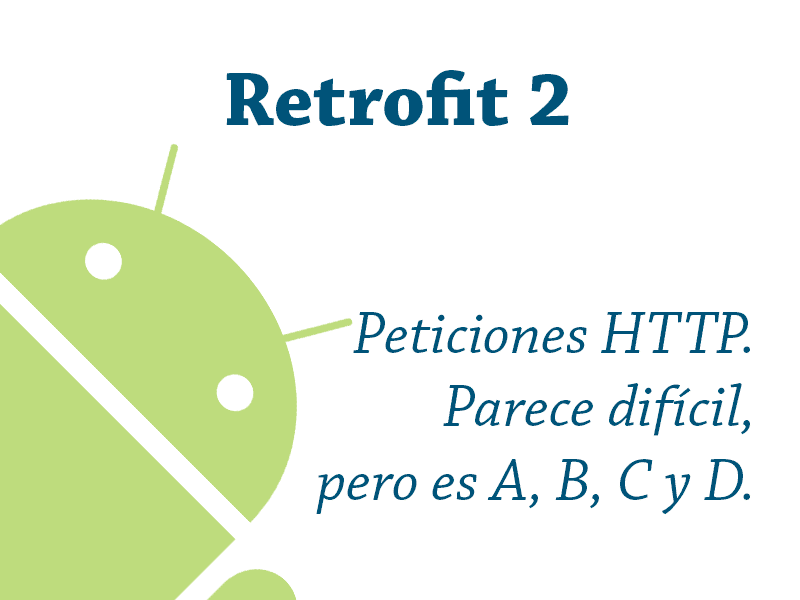 Retrofit 2
Peticiones HTTP.
Parece difícil,
pero es A, B, C y D.